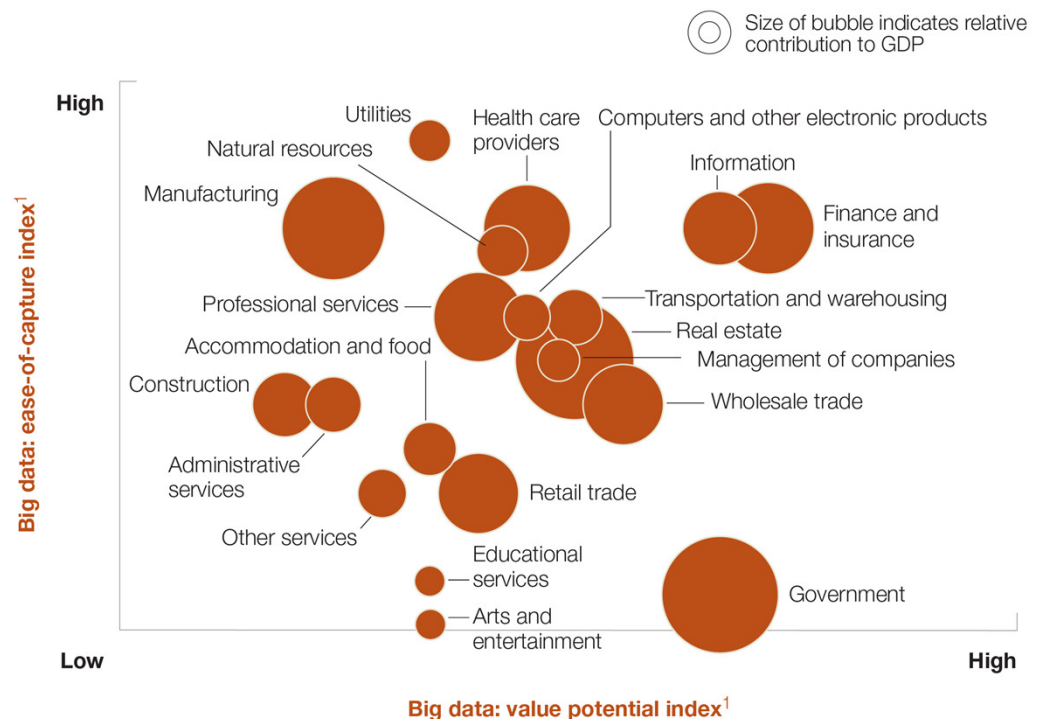 Size of bubble indicates relative
contribution to GDP
High
Utilities
Health care
providers
Computers and other electronic products
Natural resources
Information
Manufacturing
Finance and
insurance
Professional services
Transportation and warehousing
Real estate
Accommodation and food
Management of companies
Construction
Wholesale trade
Administrative
services
Retail trade
Other services
Educational
services
Government
Arts and
entertainment
Low
High
Big data: ease-of-capture index1
Big data: value potential index1